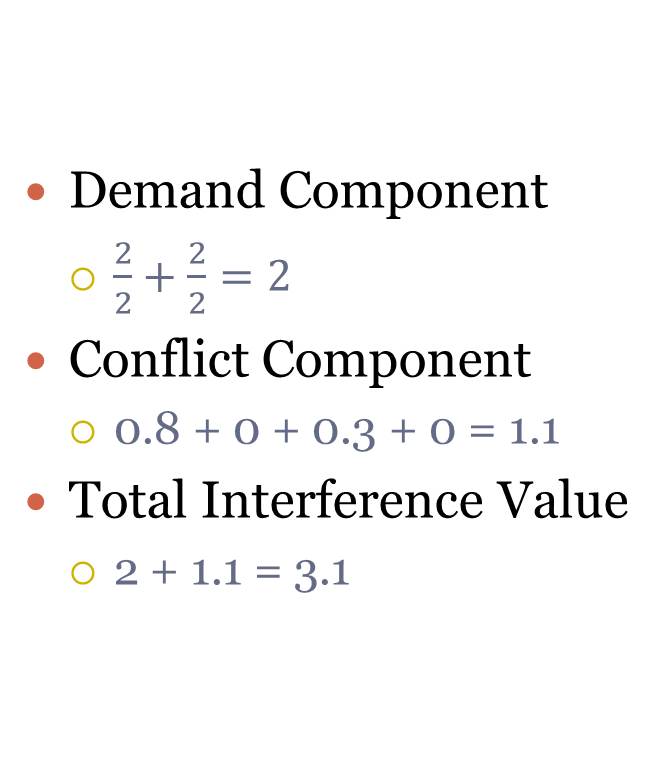 • Demand Component
○ 2/2 + 2/2 = 2
• Conflict Component
○ 0.8 + 0 + 0.3 + 0 = 1.1
• Total Interference Value
○ 2 + 1.1 = 3.1